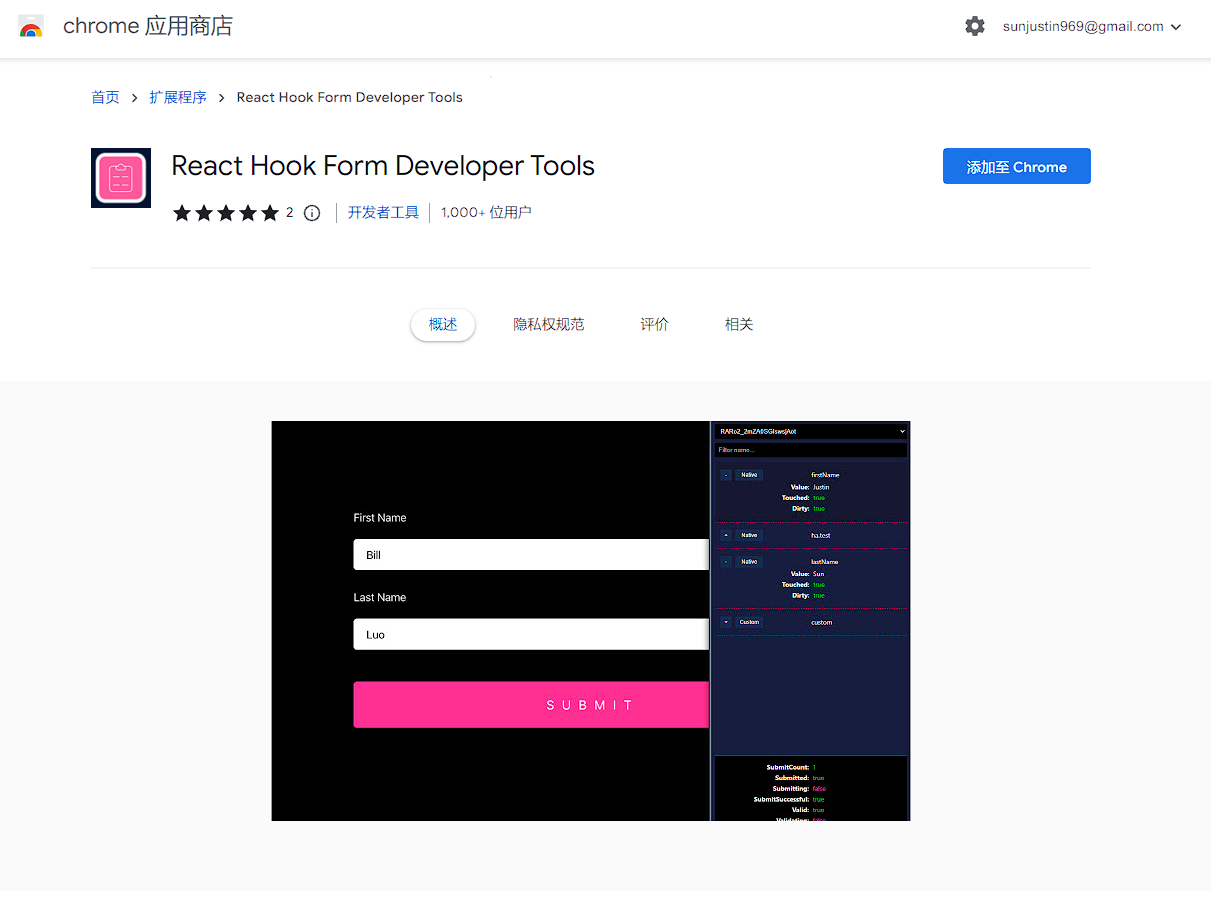 chrome 应用商店
sunjustin969@gmail.com
首页 > 扩展程序 > React Hook Form Developer Tools
React Hook Form Developer Tools
添加至 Chrome
2
开发者工具
1,000+ 位用户
概述
隐私权规范
评价
相关
First Name
Bill
Last Name
Luo
SUBMIT
Filter name...
- Native firstName
Value: Justin
Touched: true
Dirty: true
Native ha.test
- Native lastName
Value: Sun
Touched: true
Dirty: true
Custom custom
SubmitCount: 1
Submitted: true
Submitting: false
SubmitSuccessful: true
Valid: true
Validating: false